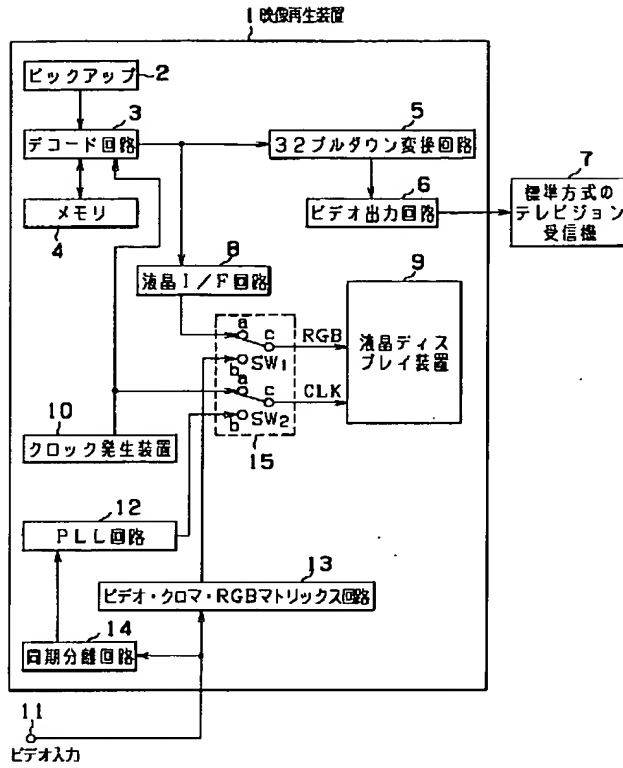 1 映像再生装置
ピックアップ
2
3
デコード回路
メモリ
4
5
32プルダウン変換回路
6
ビデオ出力回路
7
標準方式の
テレビジョン
受信機
8
液晶I/F回路
9
液晶ディス
プレイ装置
a
c
RGB
b
SW1
a
c
CLK
b
SW2
15
10
クロック発生装置
12
PLL回路
13
ビデオ・クロマ・RGBマトリックス回路
14
同期分離回路
11
ビデオ入力